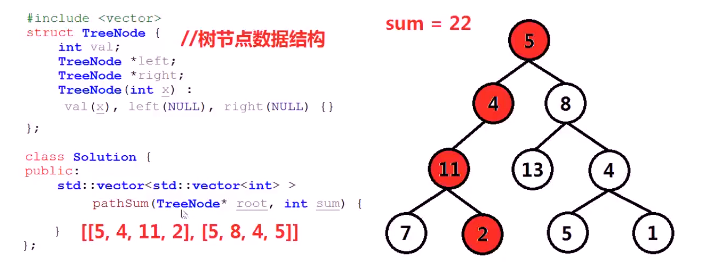 #include <vector>
struct TreeNode {
int val;
//树节点数据结构
TreeNode *left;
TreeNode *right;
TreeNode(int x) :
val(x), left(NULL), right(NULL) {}
};
class Solution {
public:
std::vector<std::vector<int> >
pathSum(TreeNode* root, int sum) {
} [[5, 4, 11, 2], [5, 8, 4, 5]]
};
sum = 22
5
4 8
11 13 4
7 2 5 1